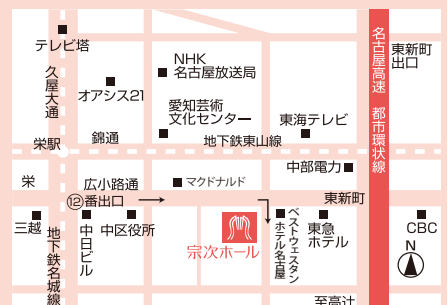 テレビ塔
久屋大通
オアシス21
NHK
名古屋放送局
愛知芸術
文化センター
東海テレビ
名古屋高速 都市環状線
東新町
出口
栄駅
錦通
地下鉄東山線
中部電力
栄
広小路通
⑫番出口
マクドナルド
東新町
三越
地下鉄名城線
中日ビル
中区役所
宗次ホール
ベストウェスタン
ホテル名古屋
東急
ホテル
CBC
N
至高辻